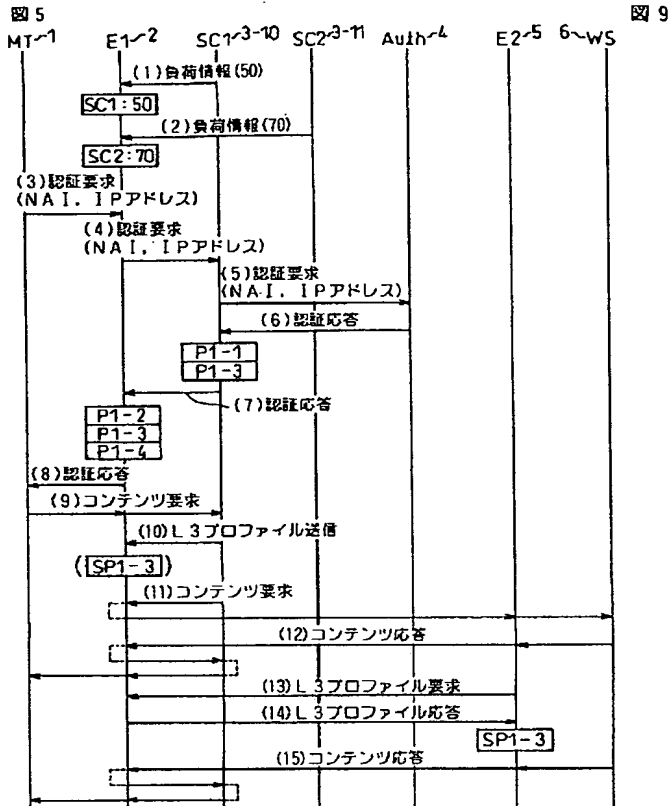 図5
図9
MT~1 E1~2 SC1~3-10 SC2~3-11 Auth~4 E2~5 6~WS
(1)負荷情報(50)
SC1:50
(2)負荷情報(70)
SC2:70
(3)認証要求
(NAI. IPアドレス)
(4)認証要求
(NAI, IPアドレス)
(5)認証要求
(NAI. IPアドレス)
(6)認証応答
P1-1
P1-3
(7)認証応答
P1-2
P1-3
P1-4
(8)認証応答
(9)コンテンツ要求
(10)L3プロファイル送信
(SP1-3)
(11)コンテンツ要求
(12)コンテンツ応答
(13)L3プロファイル要求
(14)L3プロファイル応答
SP1-3
(15)コンテンツ応答